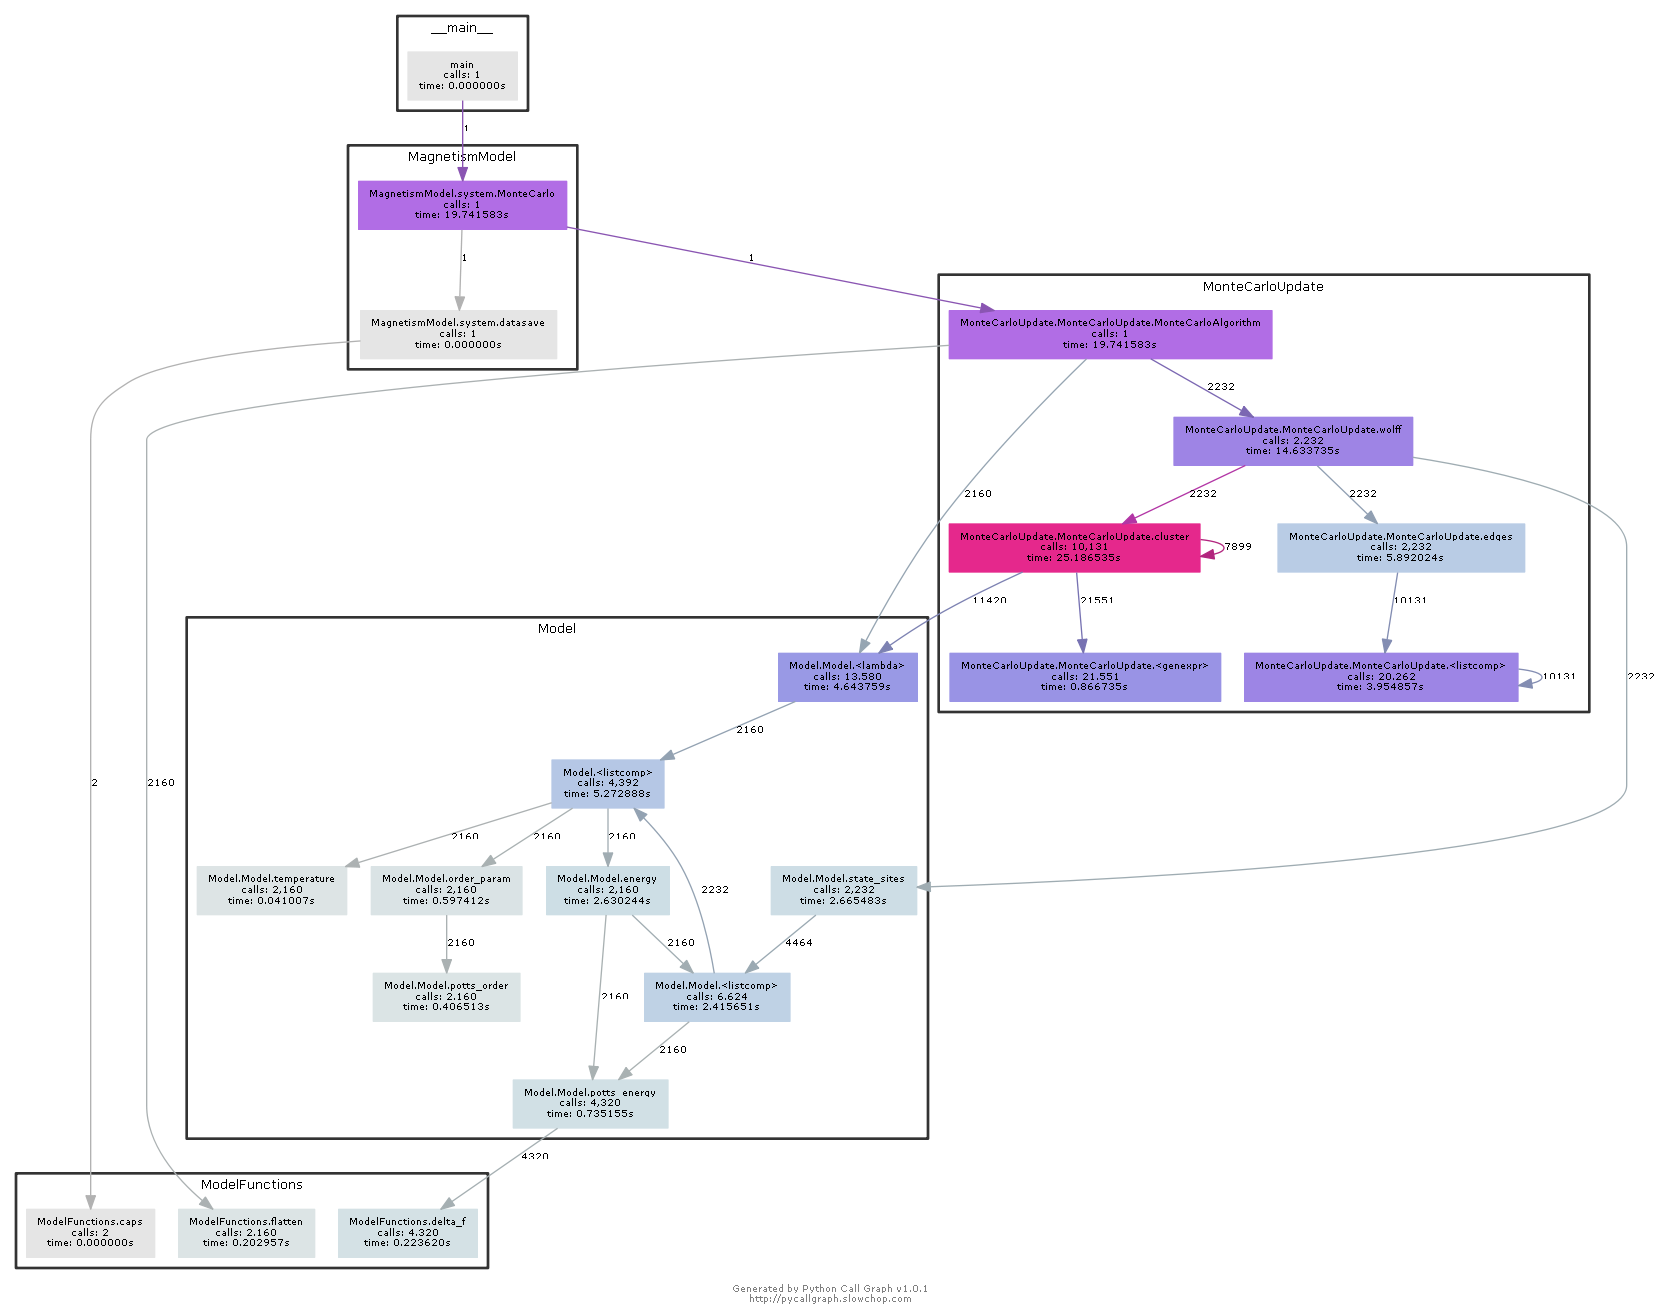 __main__
main
calls: 1
time: 0.000000s
1
MagnetismModel
MagnetismModel.system.MonteCarlo
calls: 1
time: 19.741583s
1
1
MagnetismModel.system.datasave
calls: 1
time: 0.000000s
MonteCarloUpdate
MonteCarloUpdate.MonteCarloUpdate.MonteCarloAlgorithm
calls: 1
time: 19.741583s
2232
MonteCarloUpdate.MonteCarloUpdate.wolff
calls: 2,232
time: 14.633735s
2160
2232
2232
MonteCarloUpdate.MonteCarloUpdate.cluster
calls: 10,131
time: 25.186535s
7899
MonteCarloUpdate.MonteCarloUpdate.edges
calls: 2,232
time: 5.892024s
11420
21551
10131
MonteCarloUpdate.MonteCarloUpdate.<genexpr>
calls: 21,551
time: 0.866735s
MonteCarloUpdate.MonteCarloUpdate.<listcomp>
calls: 20,262
time: 3.954857s
10131
2232
Model
Model.Model.<lambda>
calls: 13,580
time: 4.643759s
2160
Model.<listcomp>
calls: 4,392
time: 5.272888s
2
2160
2160
2160
2160
Model.Model.temperature
calls: 2,160
time: 0.041007s
Model.Model.order_param
calls: 2,160
time: 0.597412s
Model.Model.energy
calls: 2,160
time: 2.630244s
2232
Model.Model.state_sites
calls: 2,232
time: 2.665483s
2160
2160
4464
Model.Model.potts_order
calls: 2,160
time: 0.406513s
2160
Model.Model.<listcomp>
calls: 6,624
time: 2.415651s
2160
Model.Model.potts_energy
calls: 4,320
time: 0.735155s
4320
ModelFunctions
ModelFunctions.caps
calls: 2
time: 0.000000s
ModelFunctions.flatten
calls: 2,160
time: 0.202957s
ModelFunctions.delta_f
calls: 4,320
time: 0.223620s
Generated by Python Call Graph v1.0.1
http://pycallgraph.slowchop.com